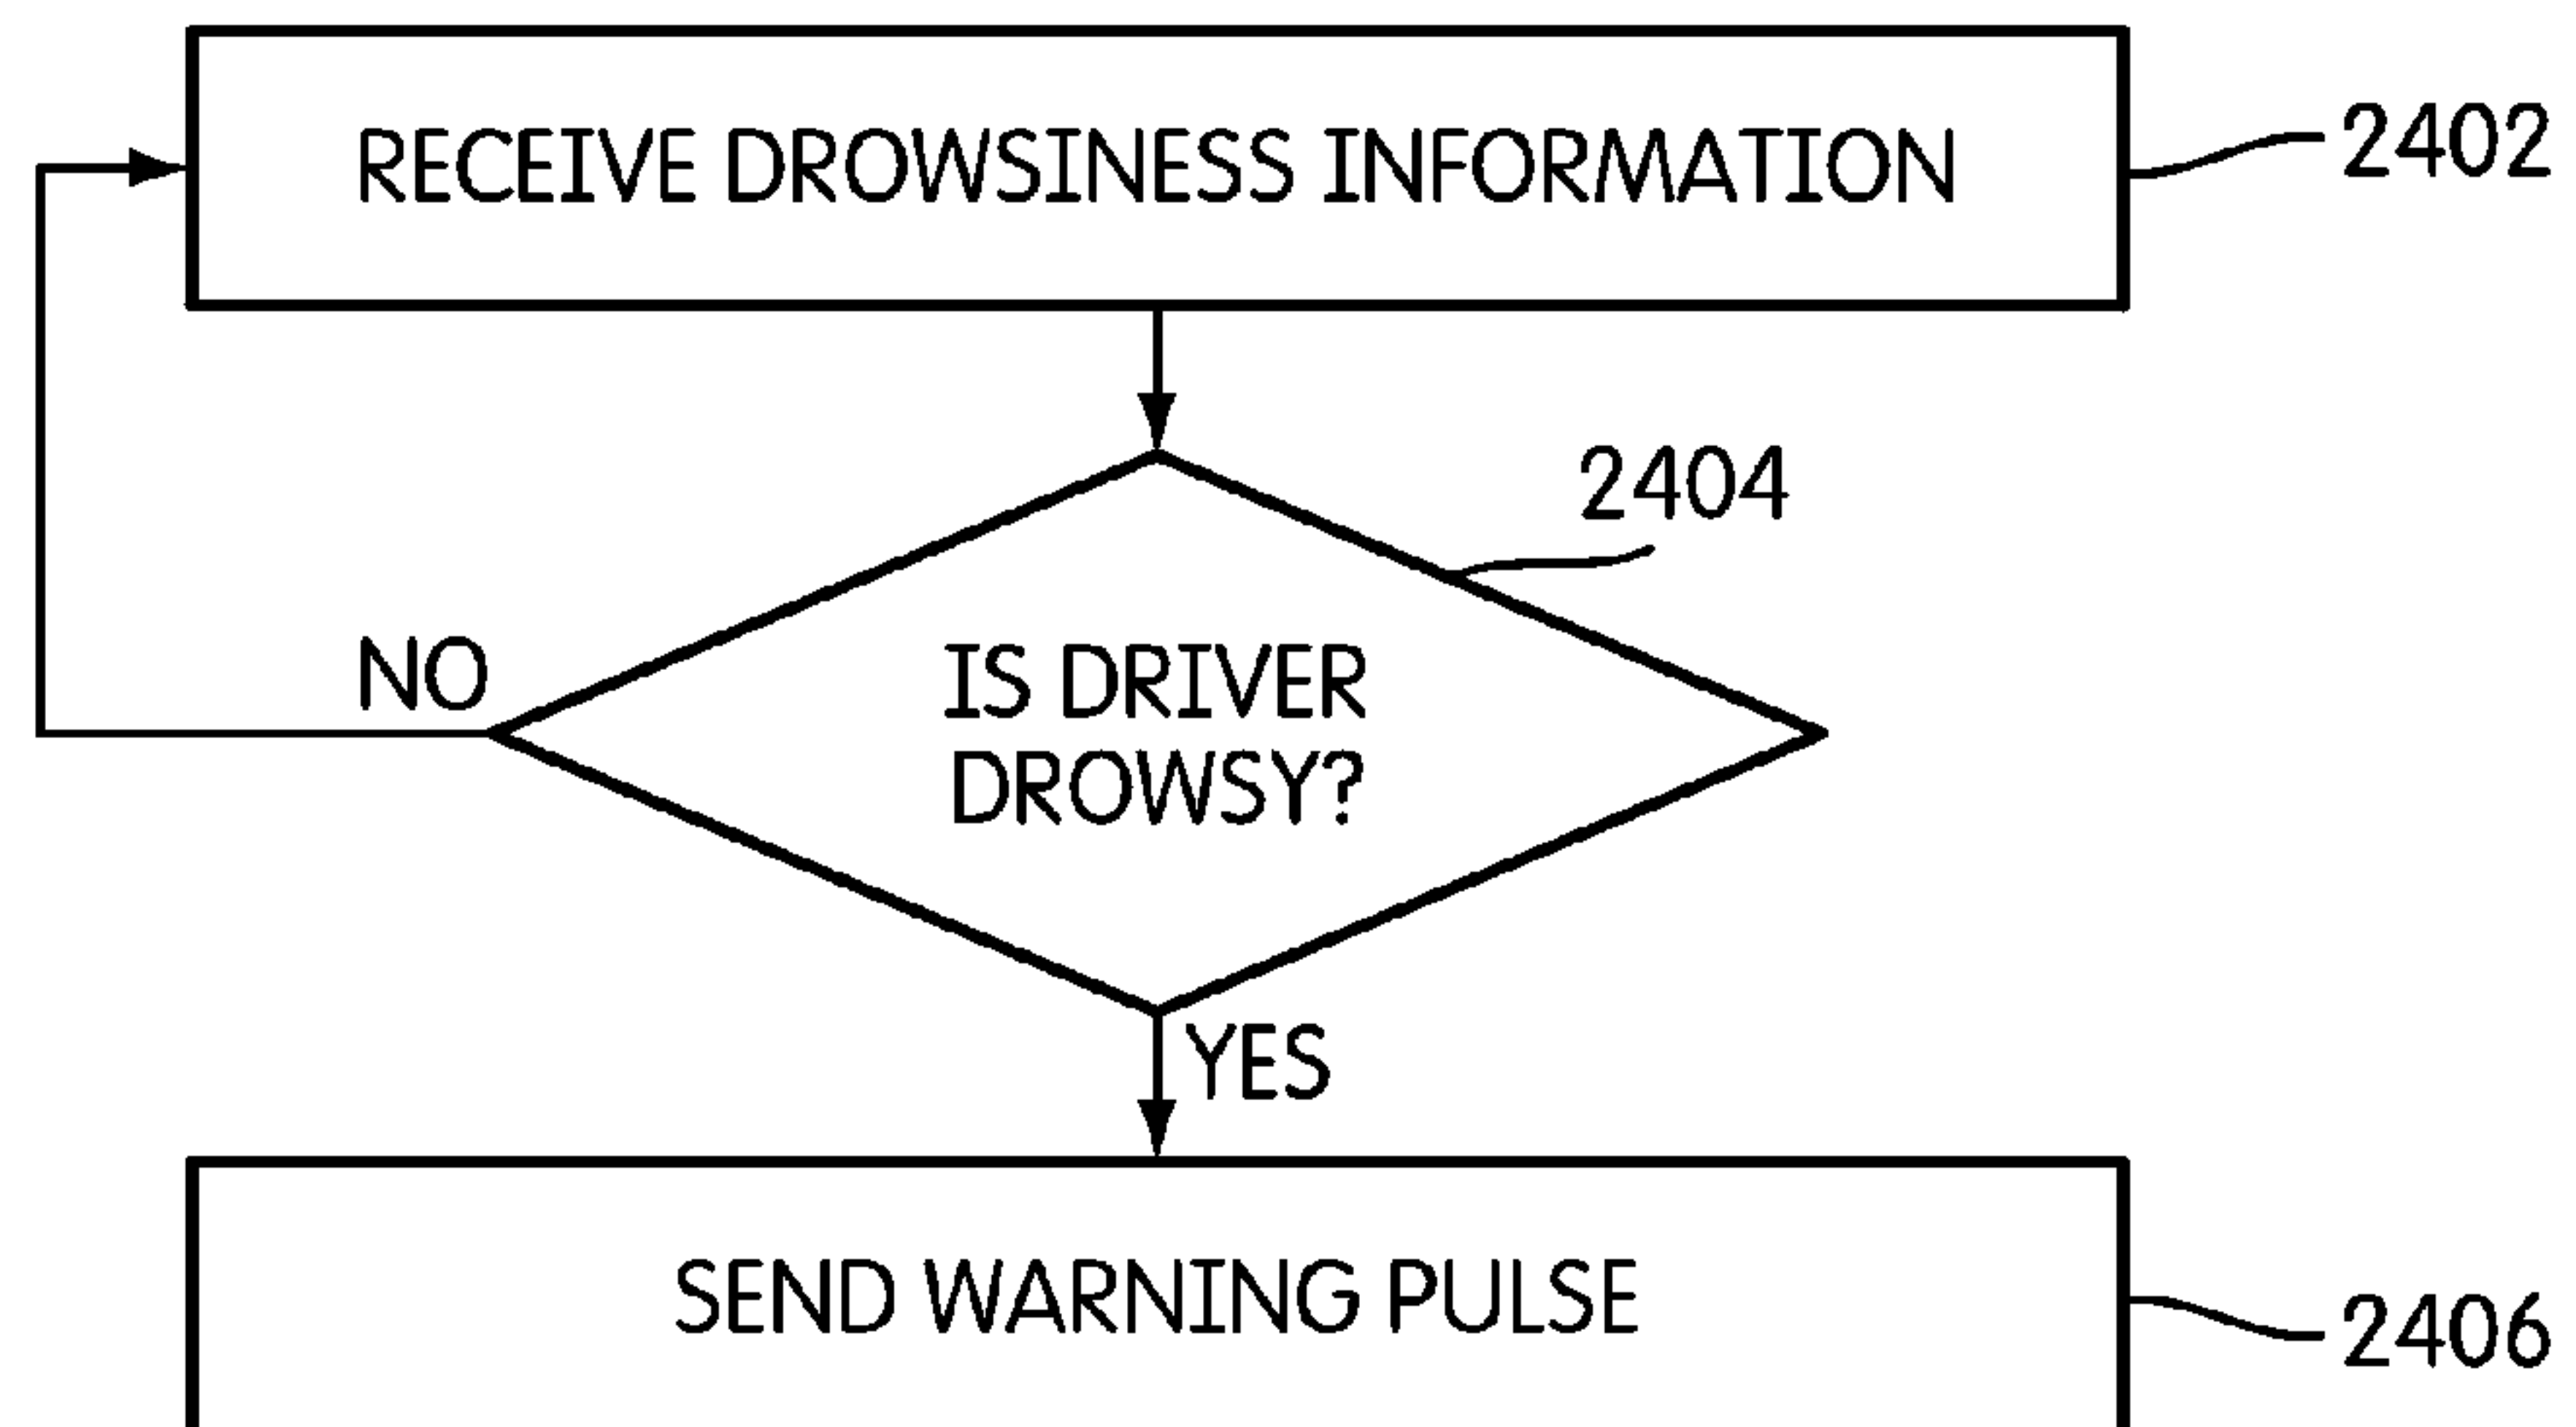 RECEIVE DROWSINESS INFORMATION
2402
2404
NO
IS DRIVER
DROWSY?
YES
SEND WARNING PULSE
2406